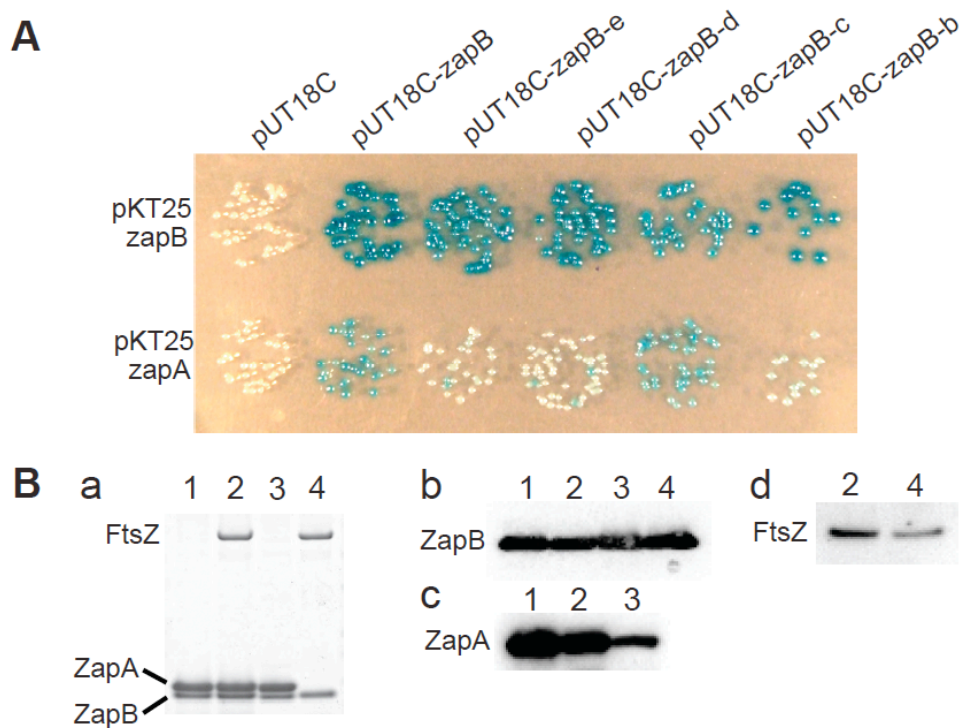 A
pUT18C
pUT18C-zapB
pUT18C-zapB-e
pUT18C-zapB-d
pUT18C-zapB-c
pUT18C-zapB-b
pKT25
zapB
pKT25
zapA
B
a
1 2 3 4
FtsZ
ZapA
ZapB
b
1 2 3 4
ZapB
c
1 2 3
ZapA
d
2 4
FtsZ